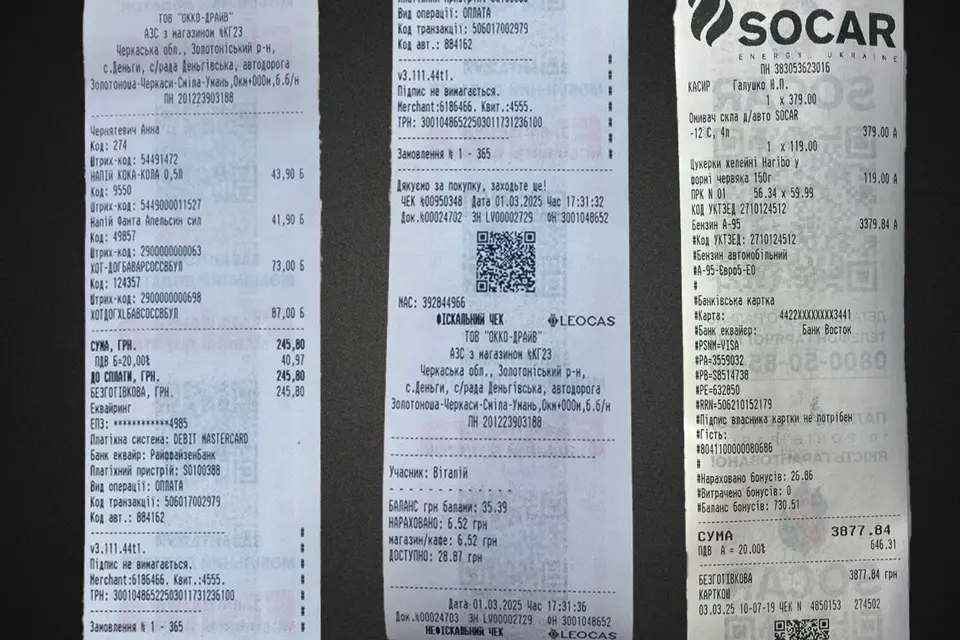 ТОВ "ОККО-ДРАЙВ"
АЗС з магазином №КГ23
Черкаська обл., Золотоніський р-н,
с.Деньги, с/рада Деньгівська, автодорога
Золотоноша-Черкаси-Сміла-Умань,0км+000м,б.б/н
ПН 201223903188
Чернятевич Анна
Код: 274
Штрих-код: 54491472
НАПІЙ КОКА-КОЛА 0,5Л 43,90 Б
Код: 9550
Штрих-код: 5449000011527
Напій Фанта Апельсин сил 41,90 Б
Код: 49857
Штрих-код: 2900000000063
ХОТ-ДОГБАВАРСОССВБУЛ 73,00 Б
Код: 124357
Штрих-код: 2900000000698
ХОТДОГХLБАВСОССВБУЛ 87,00 Б
СУМА, ГРН. 245,80
ПДВ Б=20,00% 40,97
ДО СПЛАТИ, ГРН. 245,80
БЕЗГОТІВКОВА, ГРН. 245,80
Еквайринг
ЕПЗ: ************4985
Платіжна система: DEBIT MASTERCARD
Банк еквайр: Райффайзенбанк
Платіжний пристрій: S0100388
Вид операції: ОПЛАТА
Код транзакції: 506017002979
Код авт.: 884162
v3.111.44t1.
Підпис не вимагається.
Merchant:6186466. Квит.:4555.
ТРН: 300104865225030117312361​00
Замовлення № 1 - 365
Вид операції: ОПЛАТА
Код транзакції: 506017002979
Код авт.: 884162
v3.111.44t1.
Підпис не вимагається.
Merchant:6186466. Квит.:4555.
ТРН: 30010486522503011731236100
Замовлення № 1 - 365
Дякуємо за покупку, заходьте ще!
ЧЕК №00950348 Дата 01.03.2025 Час 17:31:32
Док.№00024702 ЗН LV00002729 ФН 3001048652
МАС: 392844966
ФІСКАЛЬНИЙ ЧЕК LEOCAS
ТОВ "ОККО-ДРАЙВ"
АЗС з магазином №КГ23
Черкаська обл., Золотоніський р-н,
с.Деньги, с/рада Деньгівська, автодорога
Золотоноша-Черкаси-Сміла-Умань,0км+000м,б.б/н
ПН 201223903188
Учасник: Віталій
БАЛАНС грн балами: 35.39
НАРАХОВАНО: 6.52 грн
магазин/кафе: 6.52 грн
ДОСТУПНО: 28.87 грн
Дата 01.03.2025 Час 17:31:36
Док.№00024703 ЗН LV00002729 ФН 3001048652
НЕФІСКАЛЬНИЙ ЧЕК LEOCAS
SOCAR
ENERGY UKRAINE
ПН 383053623016
КАСИР Галушко Н.П.
1 x 379.00
Омивач скла д/авто SOCAR
-12 С, 4л 379.00 А
1 x 119.00
Цукерки желейні Haribo у
формі червяка 150г 119.00 А
ПРК N 01 56.34 x 59.99
КОД УКТЗЕД 2710124512
Бензин А-95 3379.84 А
#Код УКТЗЕД: 2710124512
#Бензин автомобільний
#А-95-Євро5-Е0
#
#Банківська картка
#Карта: 4422XXXXXXXX3441
#Банк еквайєр: Банк Восток
#PSNM=VISA
#PA=3559032
#PB=S8514738
#PE=632850
#RRN=506210152179
#Підпис власника картки не потрібен
#Гість:
#8041100000080686
#
#Нараховано бонусів: 26.86
#Витрачено бонусів: 0
#Баланс бонусів: 730.51
СУМА 3877.84
ПДВ А = 20.00% 646.31
БЕЗГОТІВКОВА 3877.84 грн
КАРТКОЮ
03.03.25 10-07-19 ЧЕК N 4850153 274502